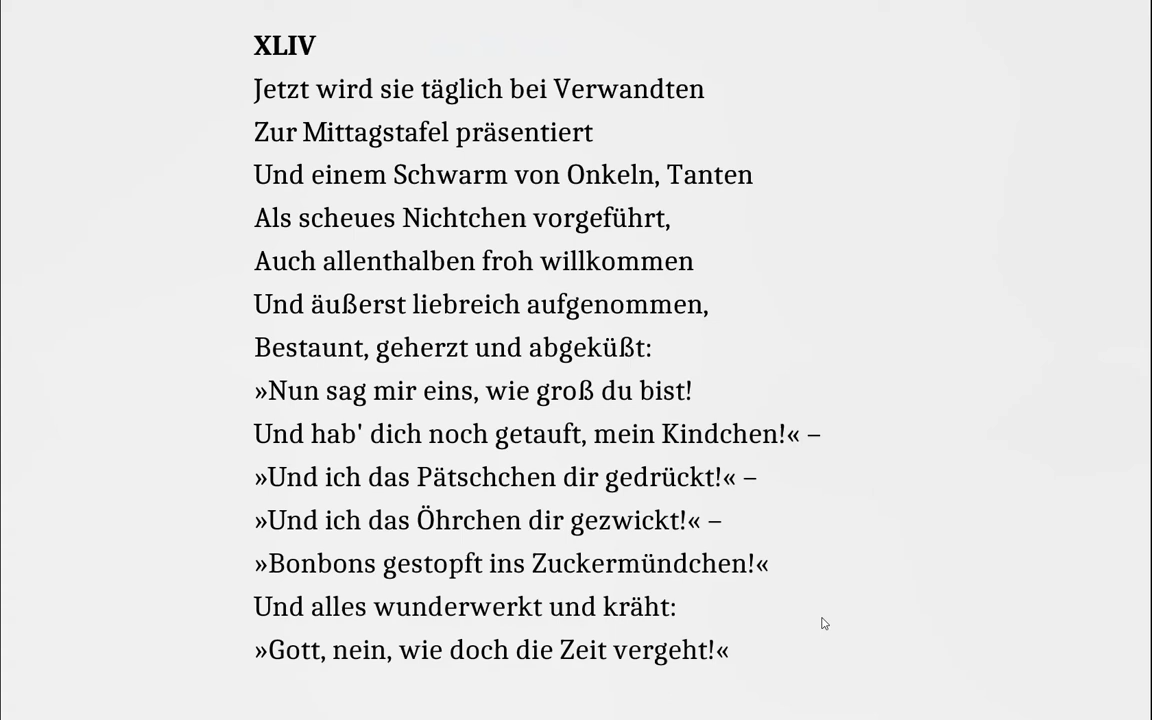 XLIV
Jetzt wird sie täglich bei Verwandten
Zur Mittagstafel präsentiert
Und einem Schwarm von Onkeln, Tanten
Als scheues Nichtchen vorgeführt,
Auch allenthalben froh willkommen
Und äußerst liebreich aufgenommen,
Bestaunt, geherzt und abgeküßt:
»Nun sag mir eins, wie groß du bist!
Und hab' dich noch getauft, mein Kindchen!« –
»Und ich das Pätschchen dir gedrückt!« –
»Und ich das Öhrchen dir gezwickt!« –
»Bonbons gestopft ins Zuckermündchen!«
Und alles wunderwerkt und kräht:
»Gott, nein, wie doch die Zeit vergeht!«